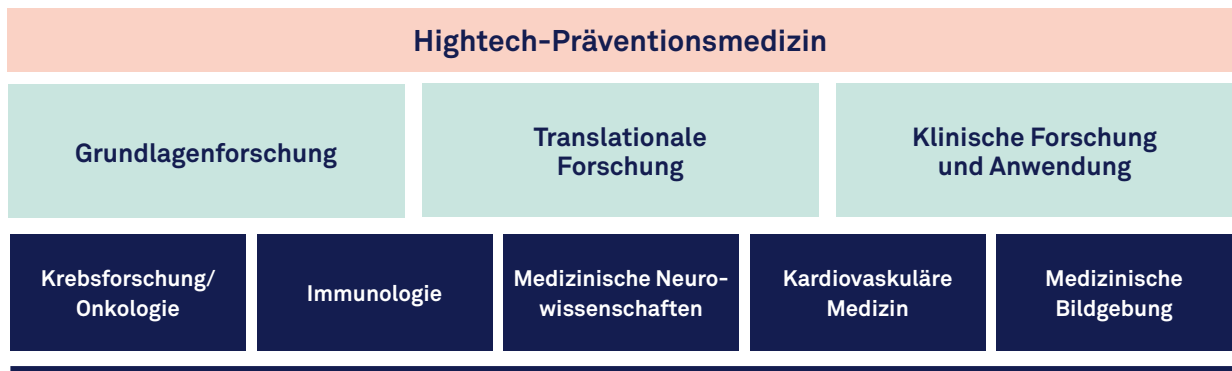 Hightech-Präventionsmedizin
Grundlagenforschung
Translationale
Forschung
Klinische Forschung
und Anwendung
Krebsforschung/
Onkologie
Immunologie
Medizinische Neuro-
wissenschaften
Kardiovaskuläre
Medizin
Medizinische
Bildgebung